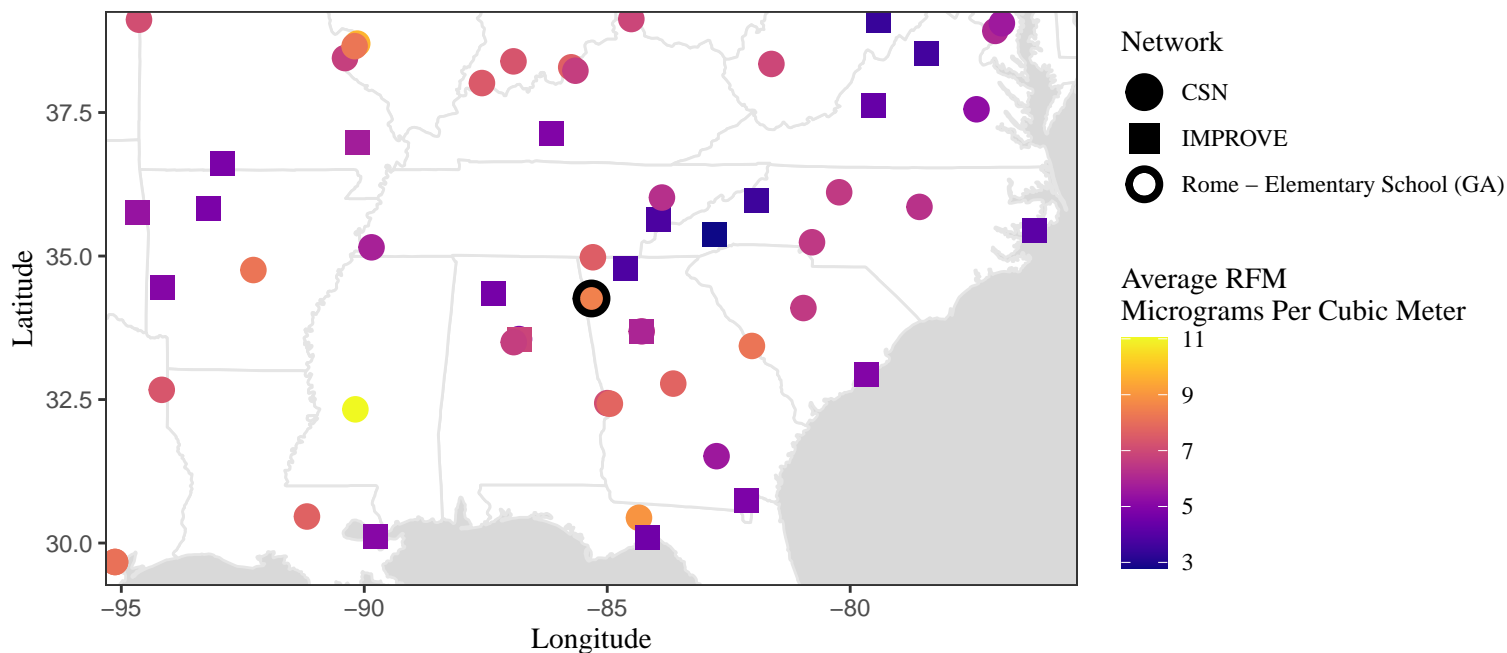 37.5
35.0
32.5
30.0
Latitude
−95
−90
−85
−80
Longitude
Network
CSN
IMPROVE
Rome − Elementary School (GA)
Average RFM
Micrograms Per Cubic Meter
11
9
7
5
3